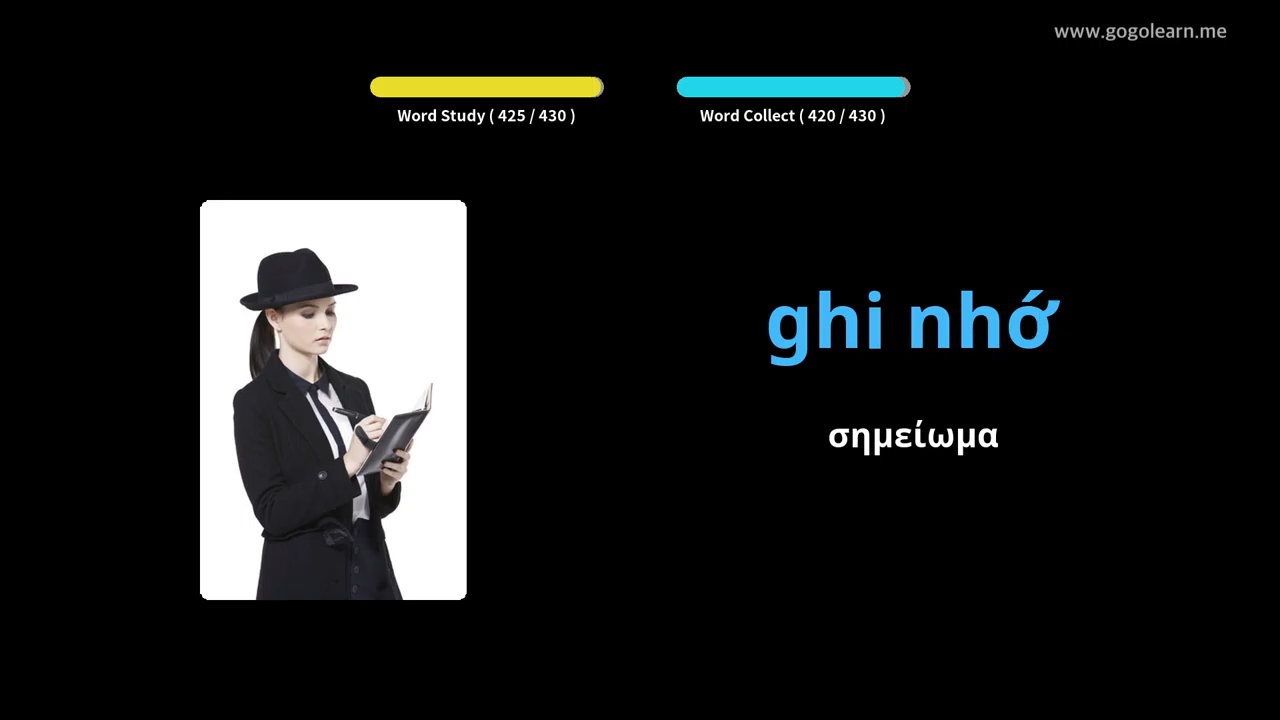 www.gogolearn.me
Word Study ( 425 / 430 )
Word Collect ( 420 / 430 )
ghi nhớ
σημείωμα